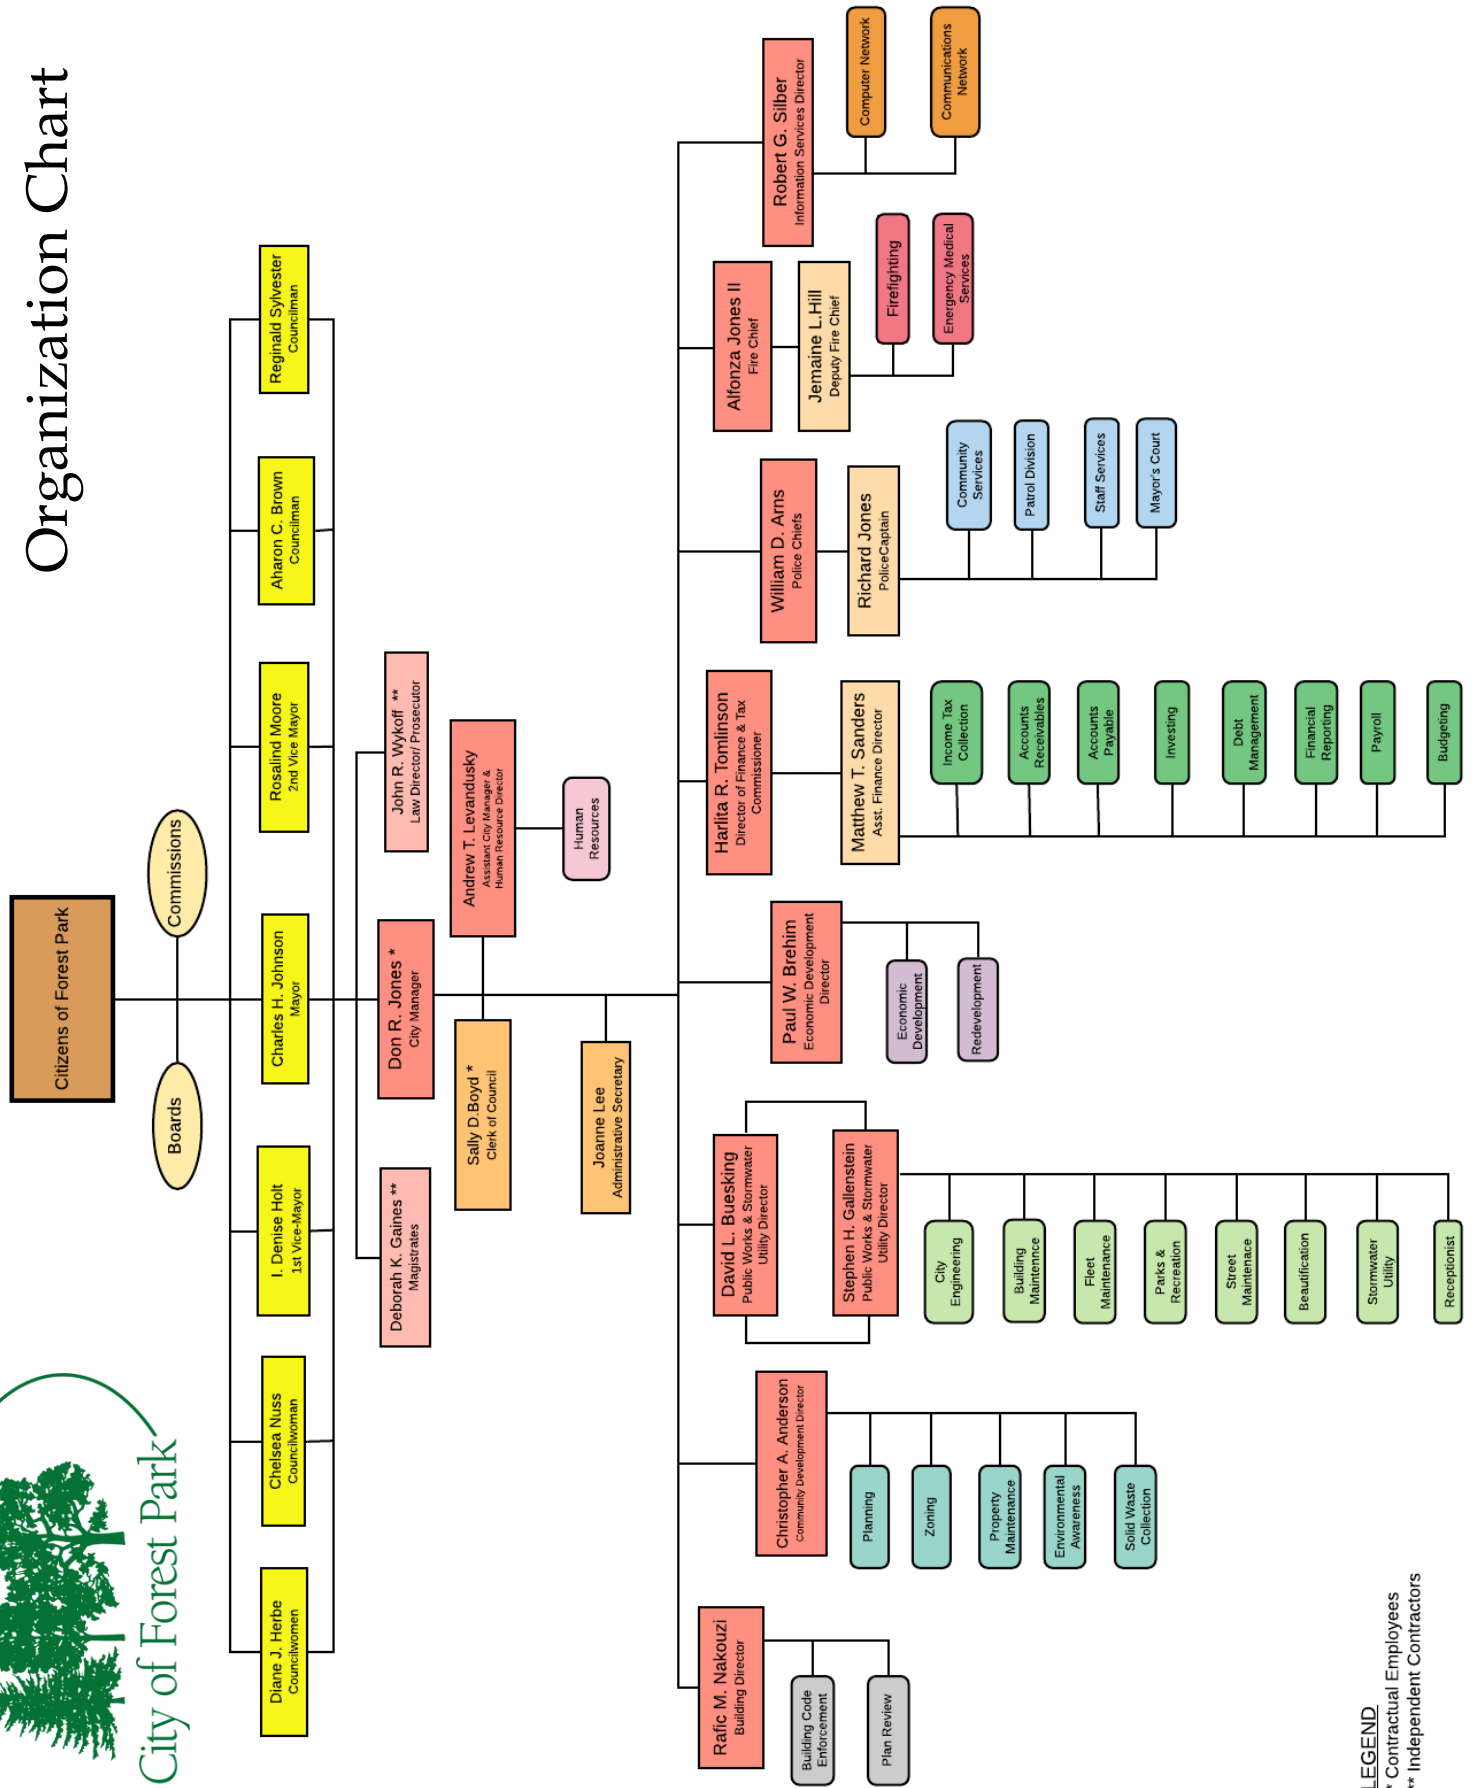 City of Forest Park
Organization Chart
Citizens of Forest Park
Boards
Commissions
Diane J. Herbe
Councilwomen
Chelsea Nuss
Councilwoman
I. Denise Holt
1st Vice-Mayor
Charles H. Johnson
Mayor
Rosalind Moore
2nd Vice Mayor
Aharon C. Brown
Councilman
Reginald Sylvester
Councilman
Deborah K. Gaines **
Magistrates
Don R. Jones *
City Manager
John R. Wykoff **
Law Director/ Prosecutor
Sally D.Boyd *
Clerk of Council
Andrew T. Levandusky
Assistant City Manager &
Human Resource Director
Human
Resources
Joanne Lee
Administrative Secretary
Rafic M. Nakouzi
Building Director
Building Code
Enforcement
Plan Review
Christopher A. Anderson
Community Development Director
Planning
Zoning
Property
Maintenance
Environmental
Awareness
Solid Waste
Collection
David L. Buesking
Public Works & Stormwater
Utility Director
Stephen H. Gallenstein
Public Works & Stormwater
Utility Director
City
Engineering
Building
Maintennce
Fleet
Maintenance
Parks &
Recreation
Street
Maintenace
Beautification
Stormwater
Utility
Receptionist
Paul W. Brehim
Economic Development
Director
Economic
Development
Redevelopment
Harlita R. Tomlinson
Director of Finance & Tax
Commissioner
Matthew T. Sanders
Asst. Finance Director
Income Tax
Collection
Accounts
Receivables
Accounts
Payable
Investing
Debt
Management
Financial
Reporting
Payroll
Budgeting
William D. Arns
Police Chiefs
Richard Jones
PoliceCaptain
Community
Services
Patrol Division
Staff Services
Mayor's Court
Alfonza Jones II
Fire Chief
Jemaine L.Hill
Deputy Fire Chief
Firefighting
Emergency Medical
Services
Robert G. Silber
Information Services Director
Computer Network
Communications
Network
LEGEND
* Contractual Employees
** Independent Contractors